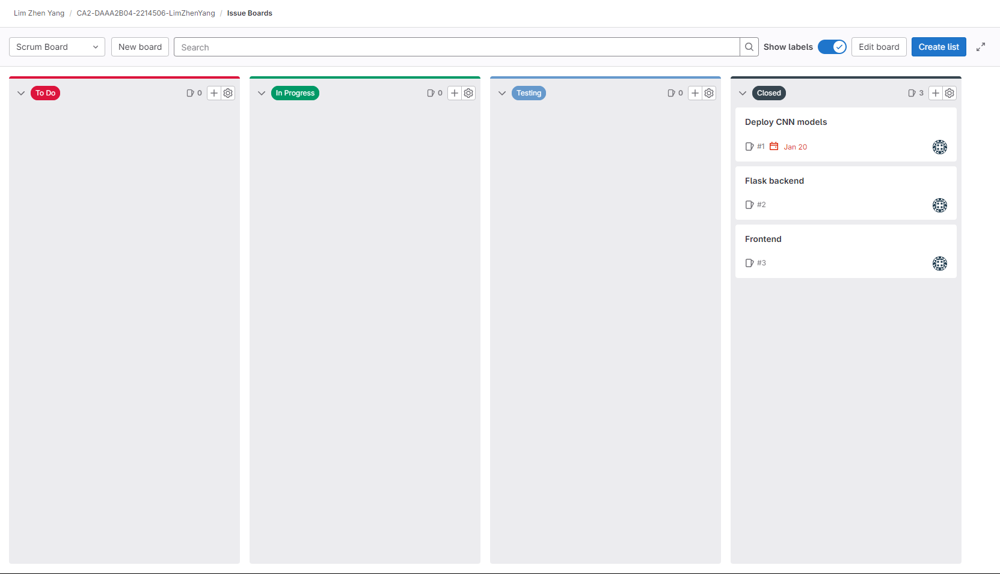 Lim Zhen Yang / CA2-DAAA2B04-2214506-LimZhenYang / Issue Boards
Scrum Board New board Search Show labels Edit board Create list
To Do 0 In Progress 0 Testing 0 Closed 3
Deploy CNN models
#1 Jan 20
Flask backend
#2
Frontend
#3